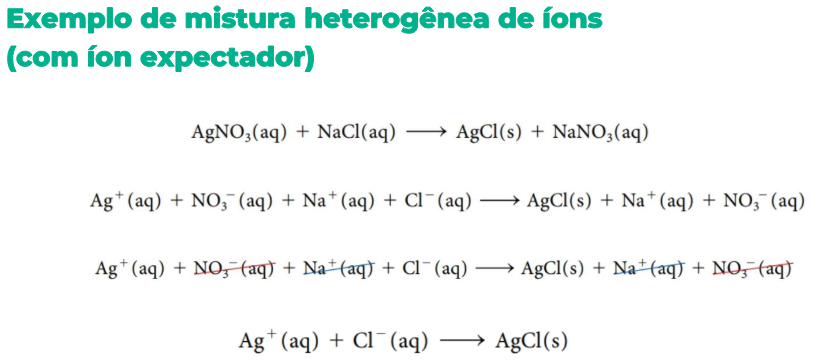 Exemplo de mistura heterogênea de íons
(com íon expectador)
AgNO₃(aq) + NaCl(aq) ⟶ AgCl(s) + NaNO₃(aq)
Ag⁺(aq) + NO₃⁻(aq) + Na⁺(aq) + Cl⁻(aq) ⟶ AgCl(s) + Na⁺(aq) + NO₃⁻(aq)
Ag⁺(aq) + NO₃⁻(aq) + Na⁺(aq) + Cl⁻(aq) ⟶ AgCl(s) + Na⁺(aq) + NO₃⁻(aq)
Ag⁺(aq) + Cl⁻(aq) ⟶ AgCl(s)